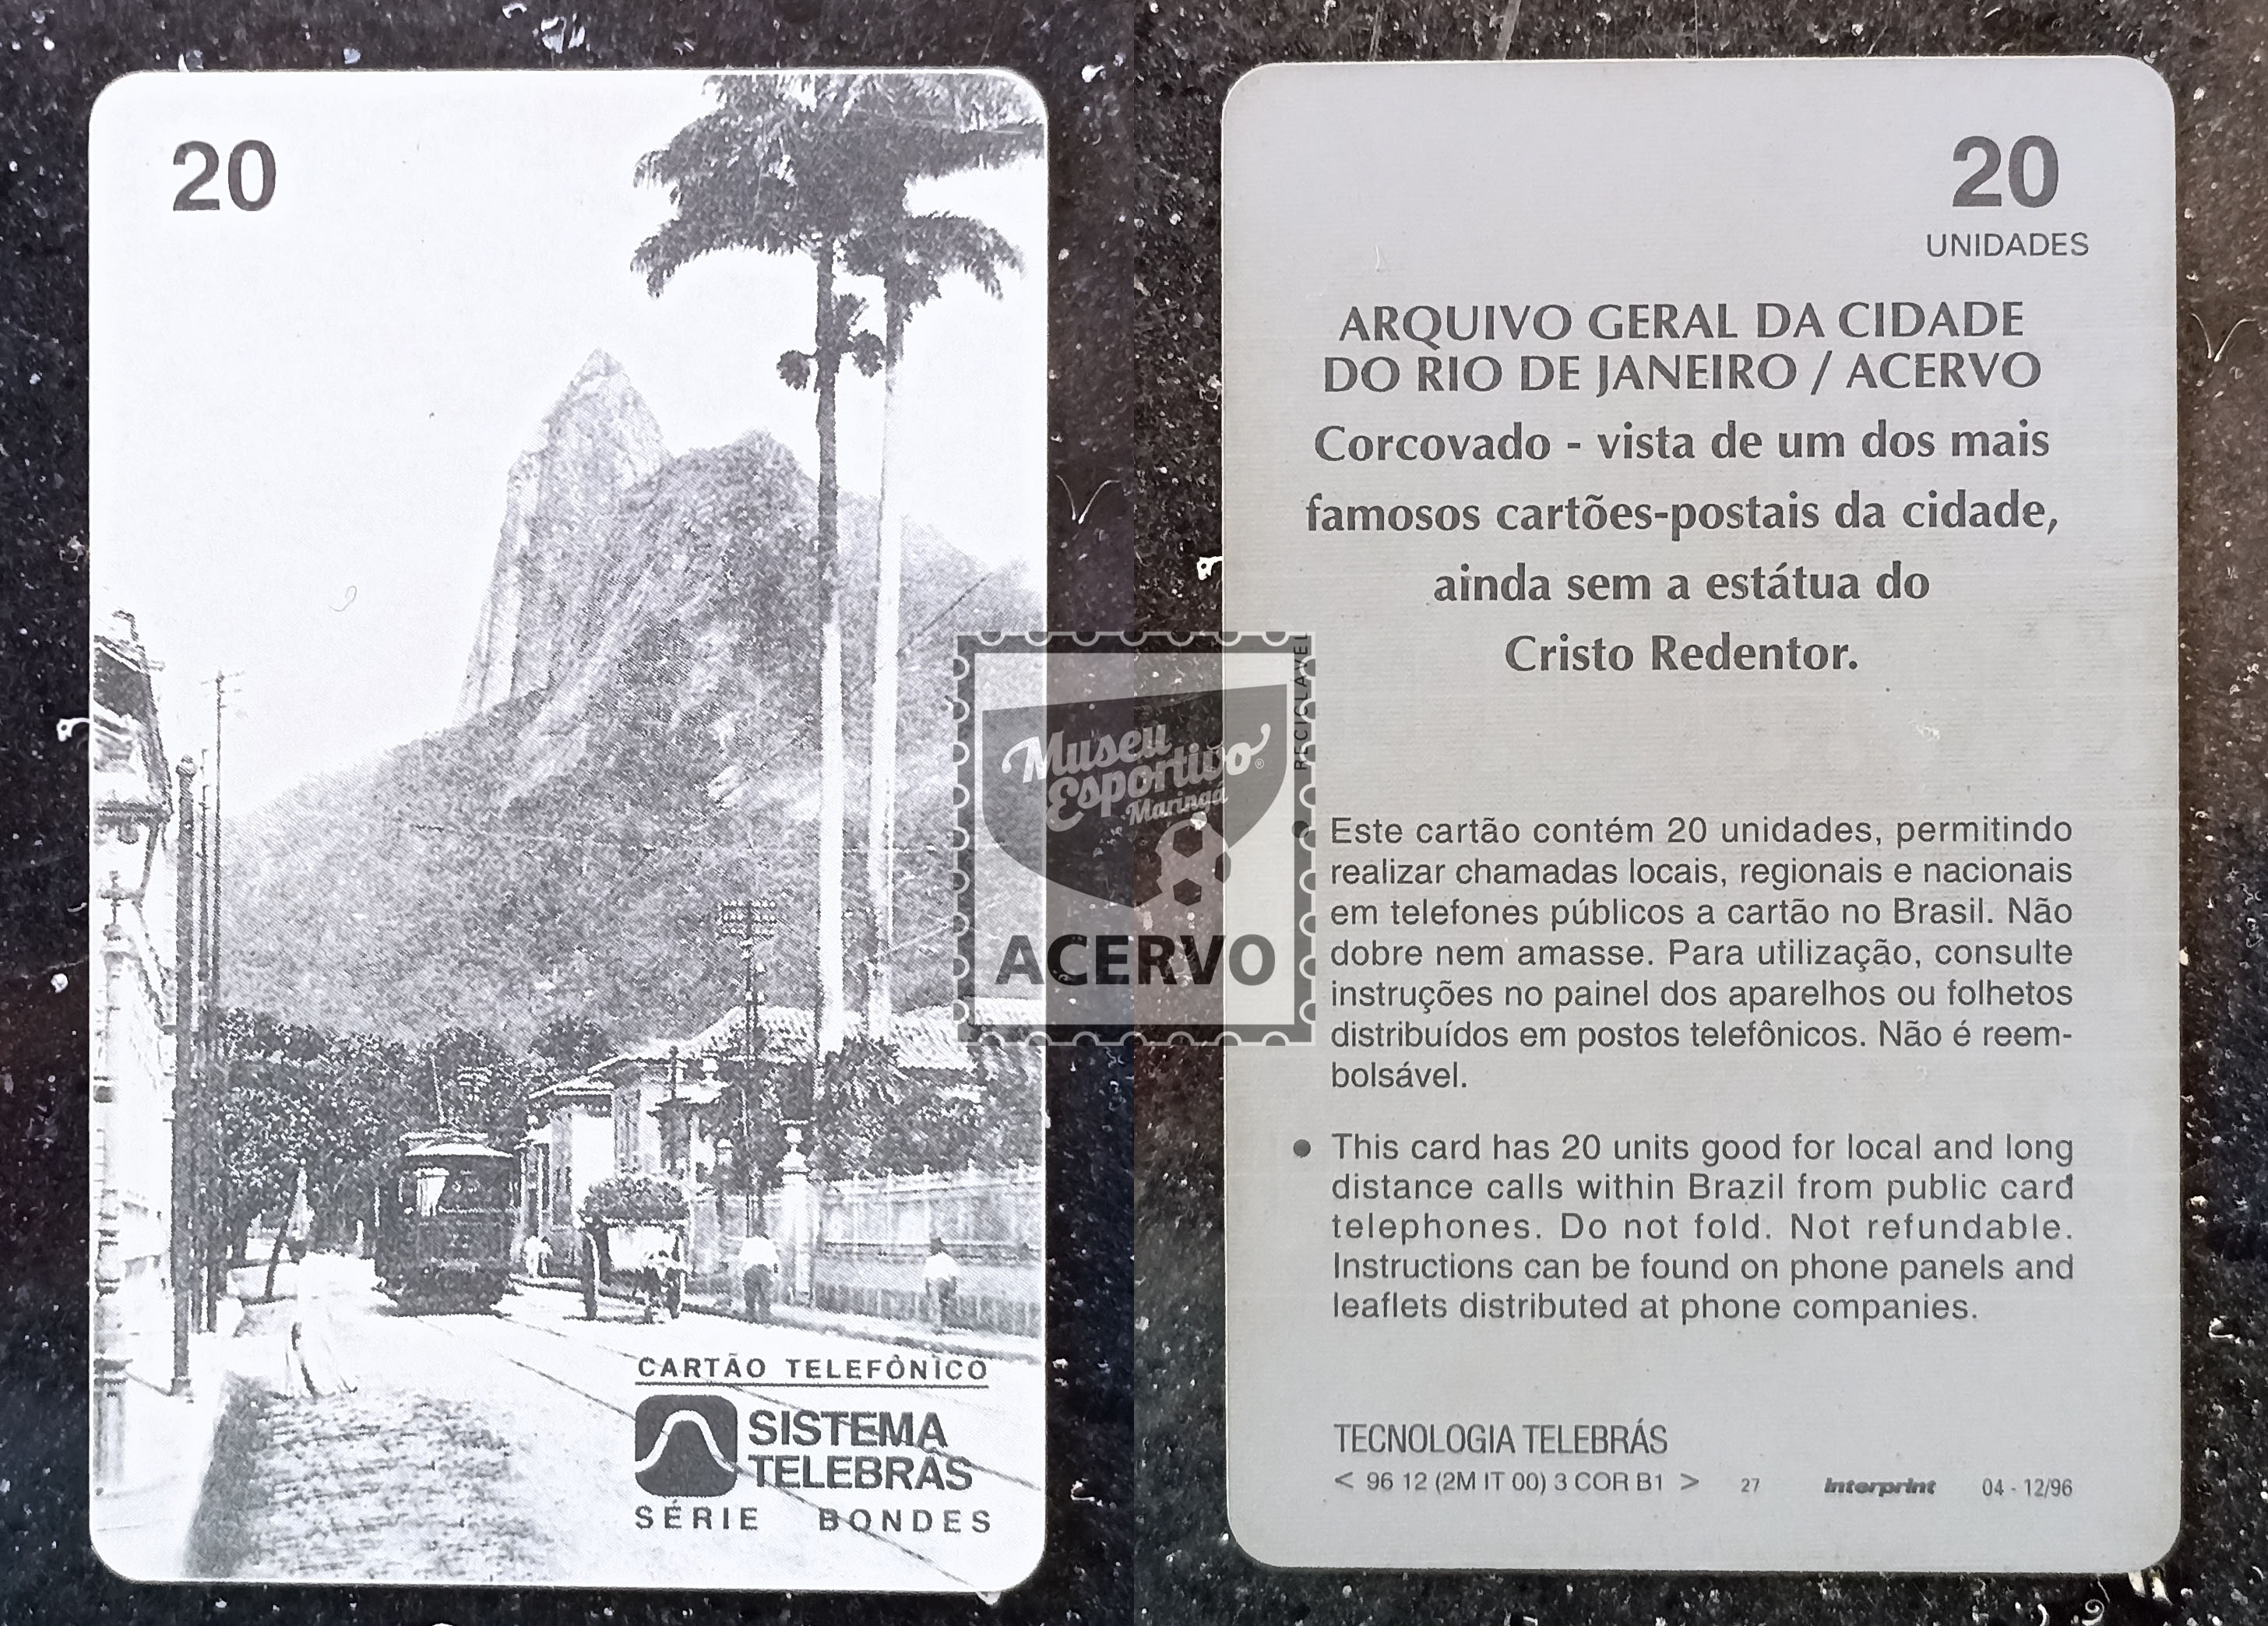 20
CARTÃO TELEFÔNICO
SISTEMA
TELEBRÁS
SÉRIE BONDES
20
UNIDADES
ARQUIVO GERAL DA CIDADE
DO RIO DE JANEIRO / ACERVO
Corcovado - vista de um dos mais
famosos cartões-postais da cidade,
ainda sem a estátua do
Cristo Redentor.
RECICLÁVEL
Museu
Esportivo®
Maringá
ACERVO
• Este cartão contém 20 unidades, permitindo
realizar chamadas locais, regionais e nacionais
em telefones públicos a cartão no Brasil. Não
dobre nem amasse. Para utilização, consulte
instruções no painel dos aparelhos ou folhetos
distribuídos em postos telefônicos. Não é reem-
bolsável.
• This card has 20 units good for local and long
distance calls within Brazil from public card
telephones. Do not fold. Not refundable.
Instructions can be found on phone panels and
leaflets distributed at phone companies.
TECNOLOGIA TELEBRÁS
< 96 12 (2M IT 00) 3 COR B1 > 27 Interprint 04 - 12/96